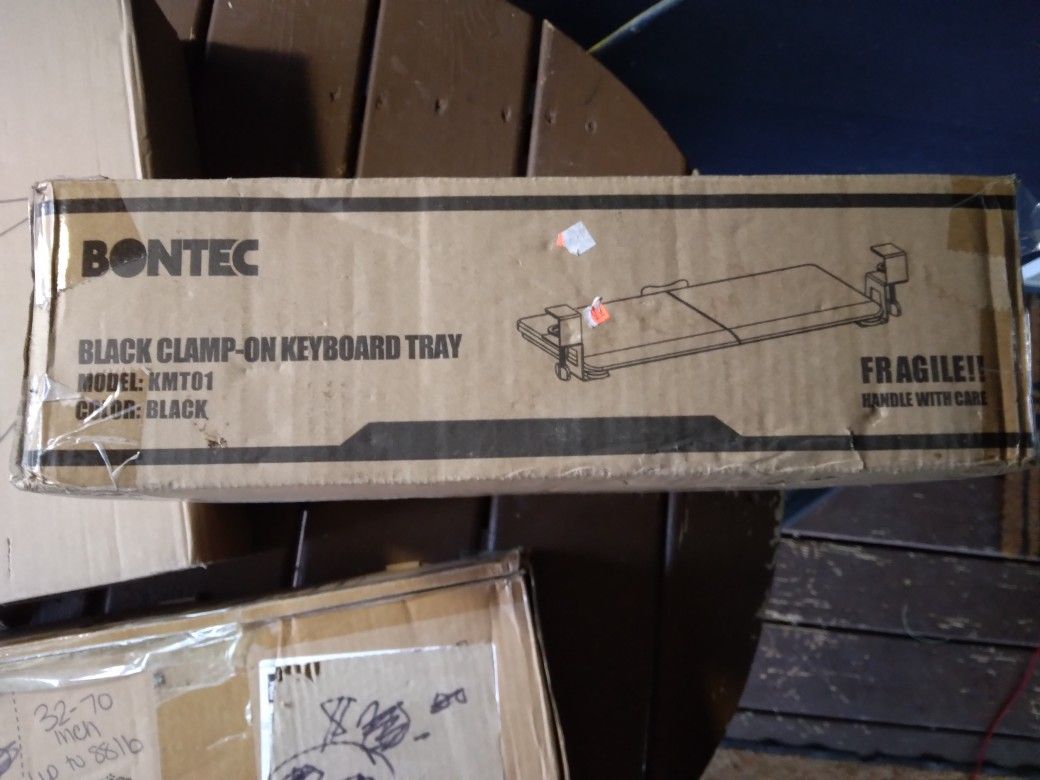 BONTEC
BLACK CLAMP-ON KEYBOARD TRAY
MODEL: KMT01
COLOR: BLACK
FRAGILE!!
HANDLE WITH CARE
32-70
inch
up to 88lb